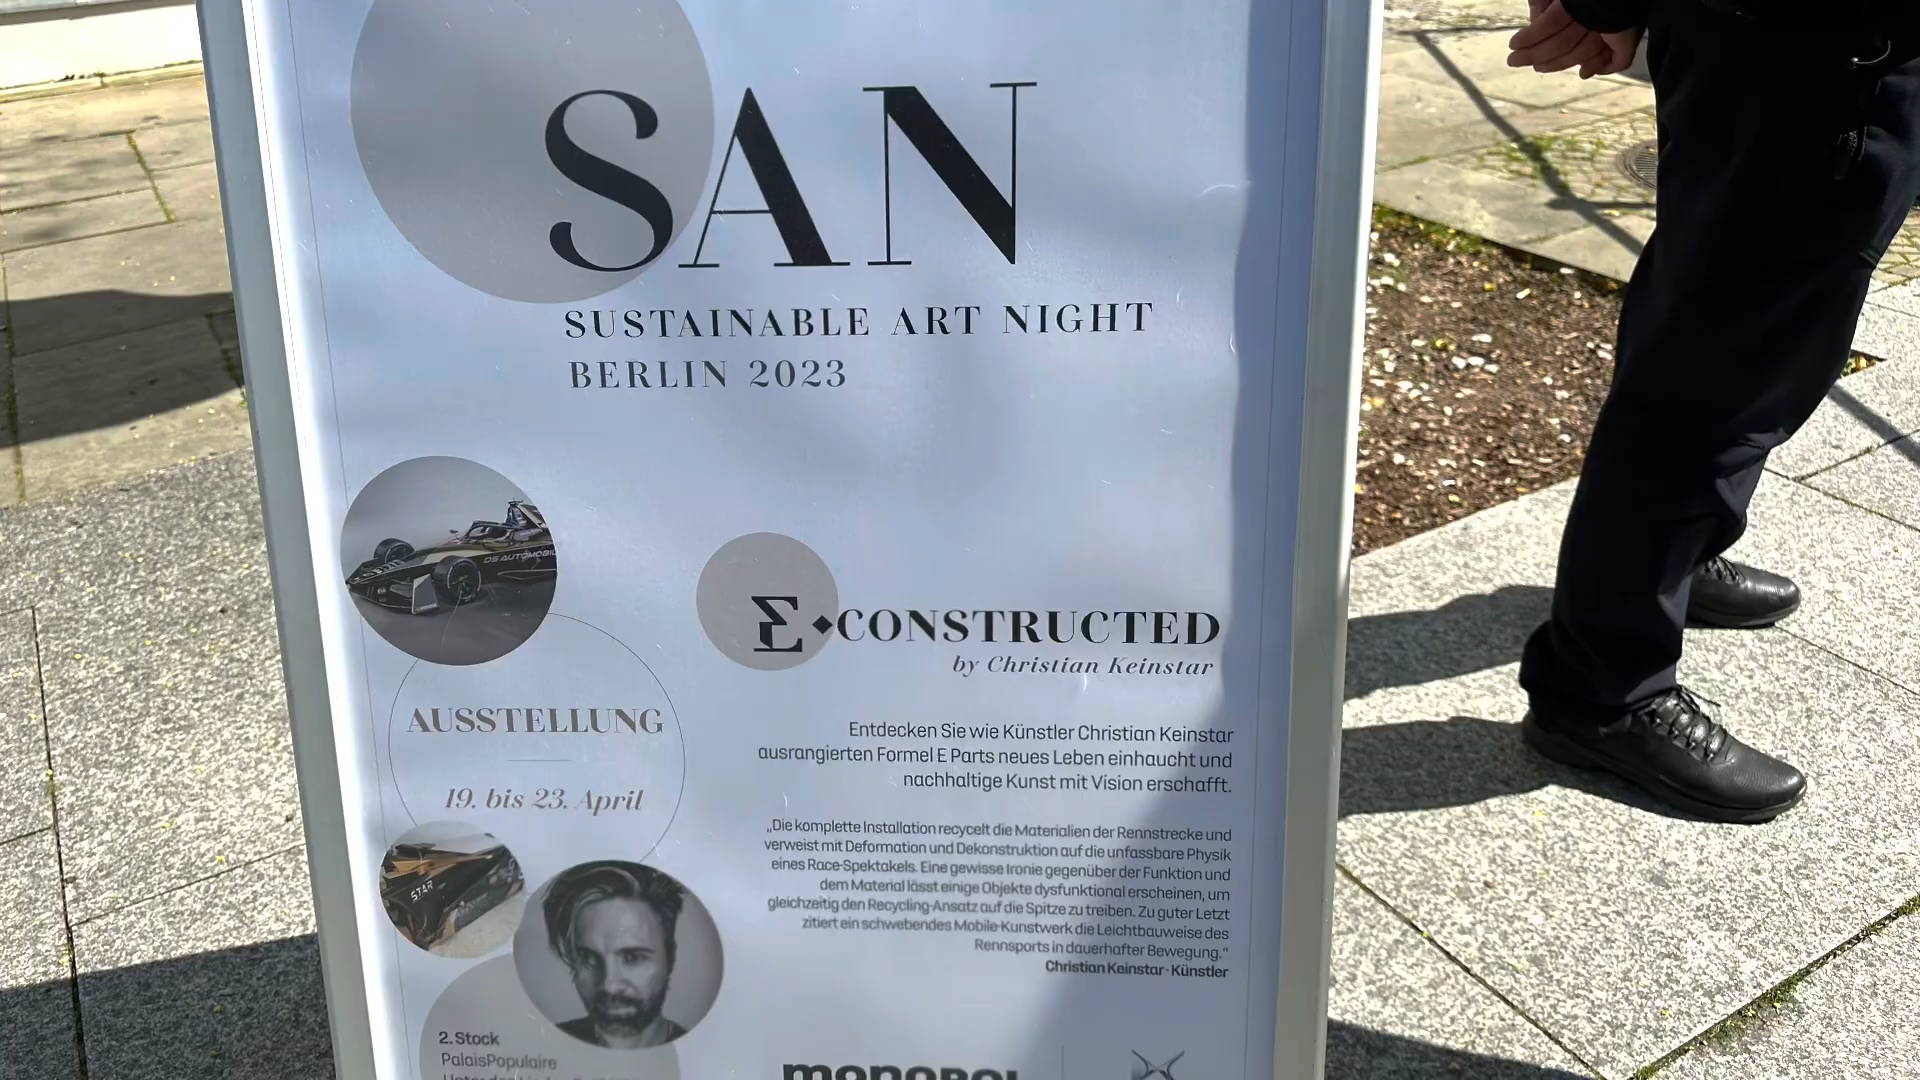 SAN
SUSTAINABLE ART NIGHT
BERLIN 2023
DS AUTOMOBIL
E◆CONSTRUCTED
by Christian Keinstar
AUSSTELLUNG
19. bis 23. April
Entdecken Sie wie Künstler Christian Keinstar
ausrangierten Formel E Parts neues Leben einhaucht und
nachhaltige Kunst mit Vision erschafft.
„Die komplette Installation recycelt die Materialien der Rennstrecke und
verweist mit Deformation und Dekonstruktion auf die unfassbare Physik
eines Race-Spektakels. Eine gewisse Ironie gegenüber der Funktion und
dem Material lässt einige Objekte dysfunktional erscheinen, um
gleichzeitig den Recycling-Ansatz auf die Spitze zu treiben. Zu guter Letzt
zitiert ein schwebendes Mobile-Kunstwerk die Leichtbauweise des
Rennsports in dauerhafter Bewegung.“
Christian Keinstar - Künstler
STAR
2. Stock
PalaisPopulaire
monopol